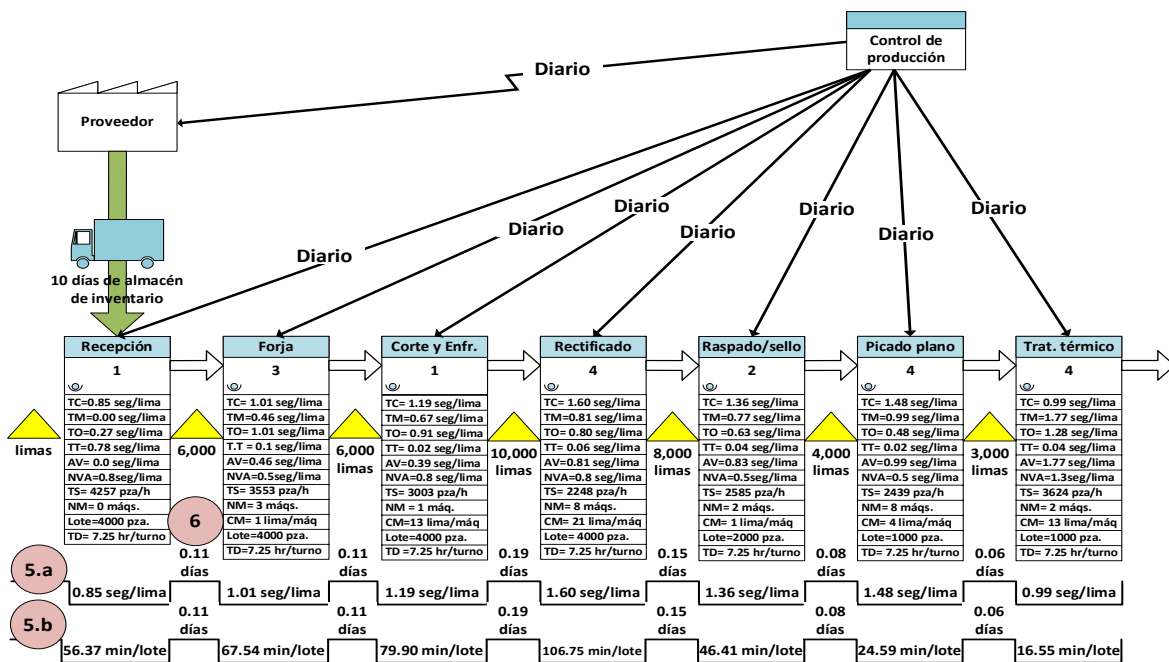 Control de
producción
Diario
Proveedor
10 días de almacén
de inventario
Diario
Diario
Diario
Diario
Diario
Diario
Diario
Recepción
1
TC=0.85 seg/lima
TM=0.00 seg/lima
TO=0.27 seg/lima
TT=0.78 seg/lima
AV=0.0 seg/lima
NVA=0.8seg/lima
TS= 4257 pza/h
NM= 0 máqs.
Lote=4000 pza.
TD= 7.25 hr/turno
Forja
3
TC= 1.01 seg/lima
TM=0.46 seg/lima
TO=1.01 seg/lima
T.T = 0.1 seg/lima
AV=0.46 seg/lima
NVA=0.5seg/lima
TS= 3553 pza/h
NM= 3 máqs.
CM= 1 lima/máq
Lote=4000 pza.
TD= 7.25 hr/turno
Corte y Enfr.
1
TC= 1.19 seg/lima
TM=0.67 seg/lima
TO= 0.91 seg/lima
TT= 0.02 seg/lima
AV=0.39 seg/lima
NVA=0.8 seg/lima
TS= 3003 pza/h
NM = 1 máq.
CM=13 lima/máq
Lote=4000 pza.
TD= 7.25 hr/turno
Rectificado
4
TC= 1.60 seg/lima
TM=0.81 seg/lima
TO= 0.80 seg/lima
TT= 0.06 seg/lima
AV=0.81 seg/lima
NVA=0.8 seg/lima
TS= 2248 pza/h
NM= 8 máqs.
CM= 21 lima/máq
Lote= 4000 pza.
TD= 7.25 hr/turno
Raspado/sello
2
TC= 1.36 seg/lima
TM=0.77 seg/lima
TO=0.63 seg/lima
TT= 0.04 seg/lima
AV=0.83 seg/lima
NVA=0.5seg/lima
TS= 2585 pza/h
NM= 2 máqs.
CM= 1 lima/máq
Lote=2000 pza.
TD= 7.25 hr/turno
Picado plano
4
TC= 1.48 seg/lima
TM=0.99 seg/lima
TO= 0.48 seg/lima
TT= 0.02 seg/lima
AV=0.99 seg/lima
NVA=0.5 seg/lima
TS= 2439 pza/h
NM= 8 máqs.
CM= 4 lima/máq
Lote=1000 pza.
TD= 7.25 hr/turno
Trat. térmico
4
TC= 0.99 seg/lima
TM=1.77 seg/lima
TO= 1.28 seg/lima
TT= 0.04 seg/lima
AV=1.77 seg/lima
NVA=1.3seg/lima
TS= 3624 pza/h
NM= 2 máqs.
CM= 13 lima/máq
Lote=1000 pza.
TD= 7.25 hr/turno
limas
6,000
6,000
limas
10,000
limas
8,000
limas
4,000
limas
3,000
limas
6
5.a
0.85 seg/lima
0.11
días
1.01 seg/lima
0.11
días
1.19 seg/lima
0.19
días
1.60 seg/lima
0.15
días
1.36 seg/lima
0.08
días
1.48 seg/lima
0.06
días
0.99 seg/lima
5.b
56.37 min/lote
0.11
días
67.54 min/lote
0.11
días
79.90 min/lote
0.19
días
106.75 min/lote
0.15
días
46.41 min/lote
0.08
días
24.59 min/lote
0.06
días
16.55 min/lote